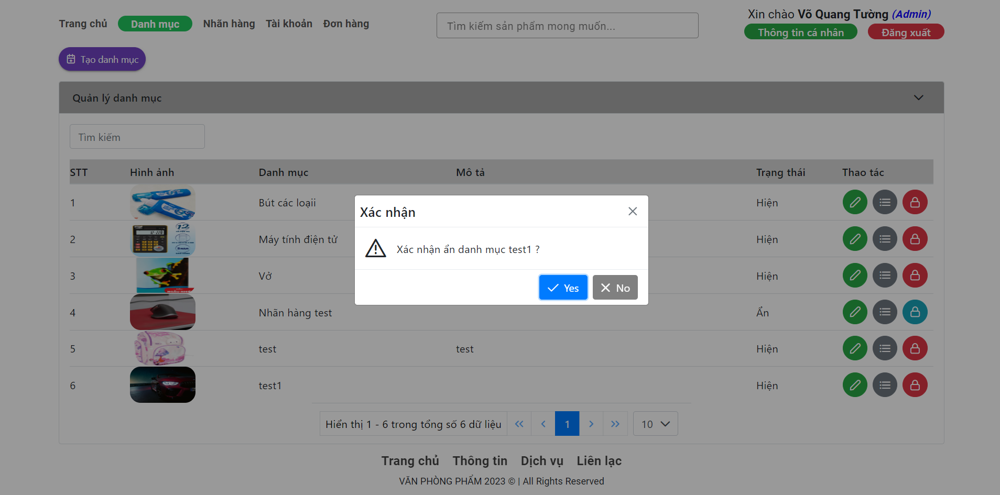 Trang chủ Danh mục Nhãn hàng Tài khoản Đơn hàng
Tìm kiếm sản phẩm mong muốn...
Xin chào Võ Quang Tường (Admin)
Thông tin cá nhân Đăng xuất
Tạo danh mục
Quản lý danh mục
Tìm kiếm
STT Hình ảnh Danh mục Mô tả Trạng thái Thao tác
1 Bút các loạii Hiện
2 Máy tính điện tử Hiện
3 Vở Hiện
4 Nhãn hàng test Ẩn
5 test test Hiện
6 test1 Hiện
Xác nhận
Xác nhận ẩn danh mục test1 ?
Yes No
Hiển thị 1 - 6 trong tổng số 6 dữ liệu 1 10
Trang chủ Thông tin Dịch vụ Liên lạc
VĂN PHÒNG PHẨM 2023 © | All Rights Reserved